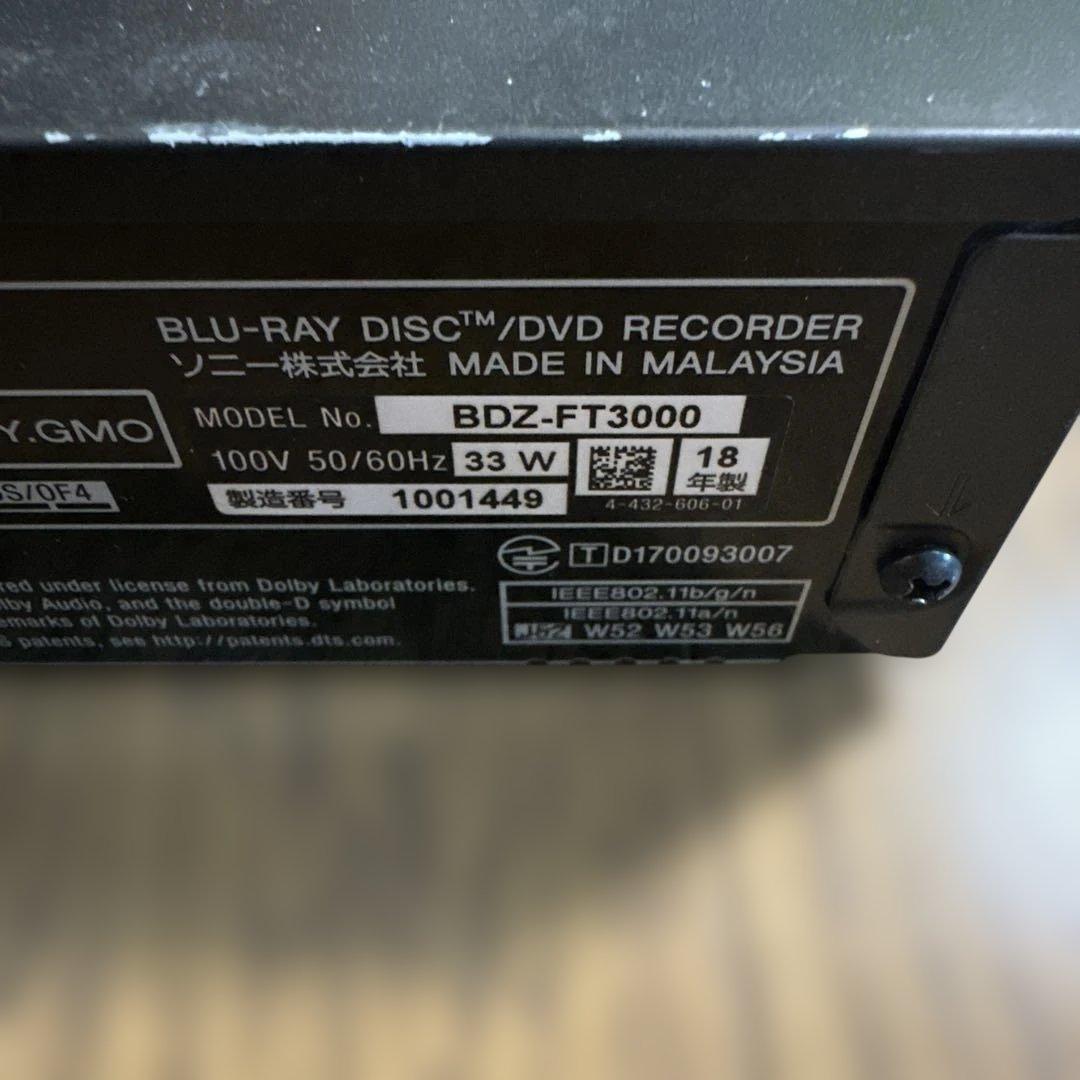 BLU-RAY DISC™/DVD RECORDER
ソニー株式会社 MADE IN MALAYSIA
Y.GMO
MODEL No. BDZ-FT3000
100V 50/60Hz 33 W
18
年製
S/0F4
製造番号 1001449
4-432-606-01
T D170093007
red under license from Dolby Laboratories.
lby Audio, and the double-D symbol
emarks of Dolby Laboratories.
S patents, see http://patents.dts.com.
IEEE802.11b/g/n
IEEE802.11a/n
J52 W52 W53 W56